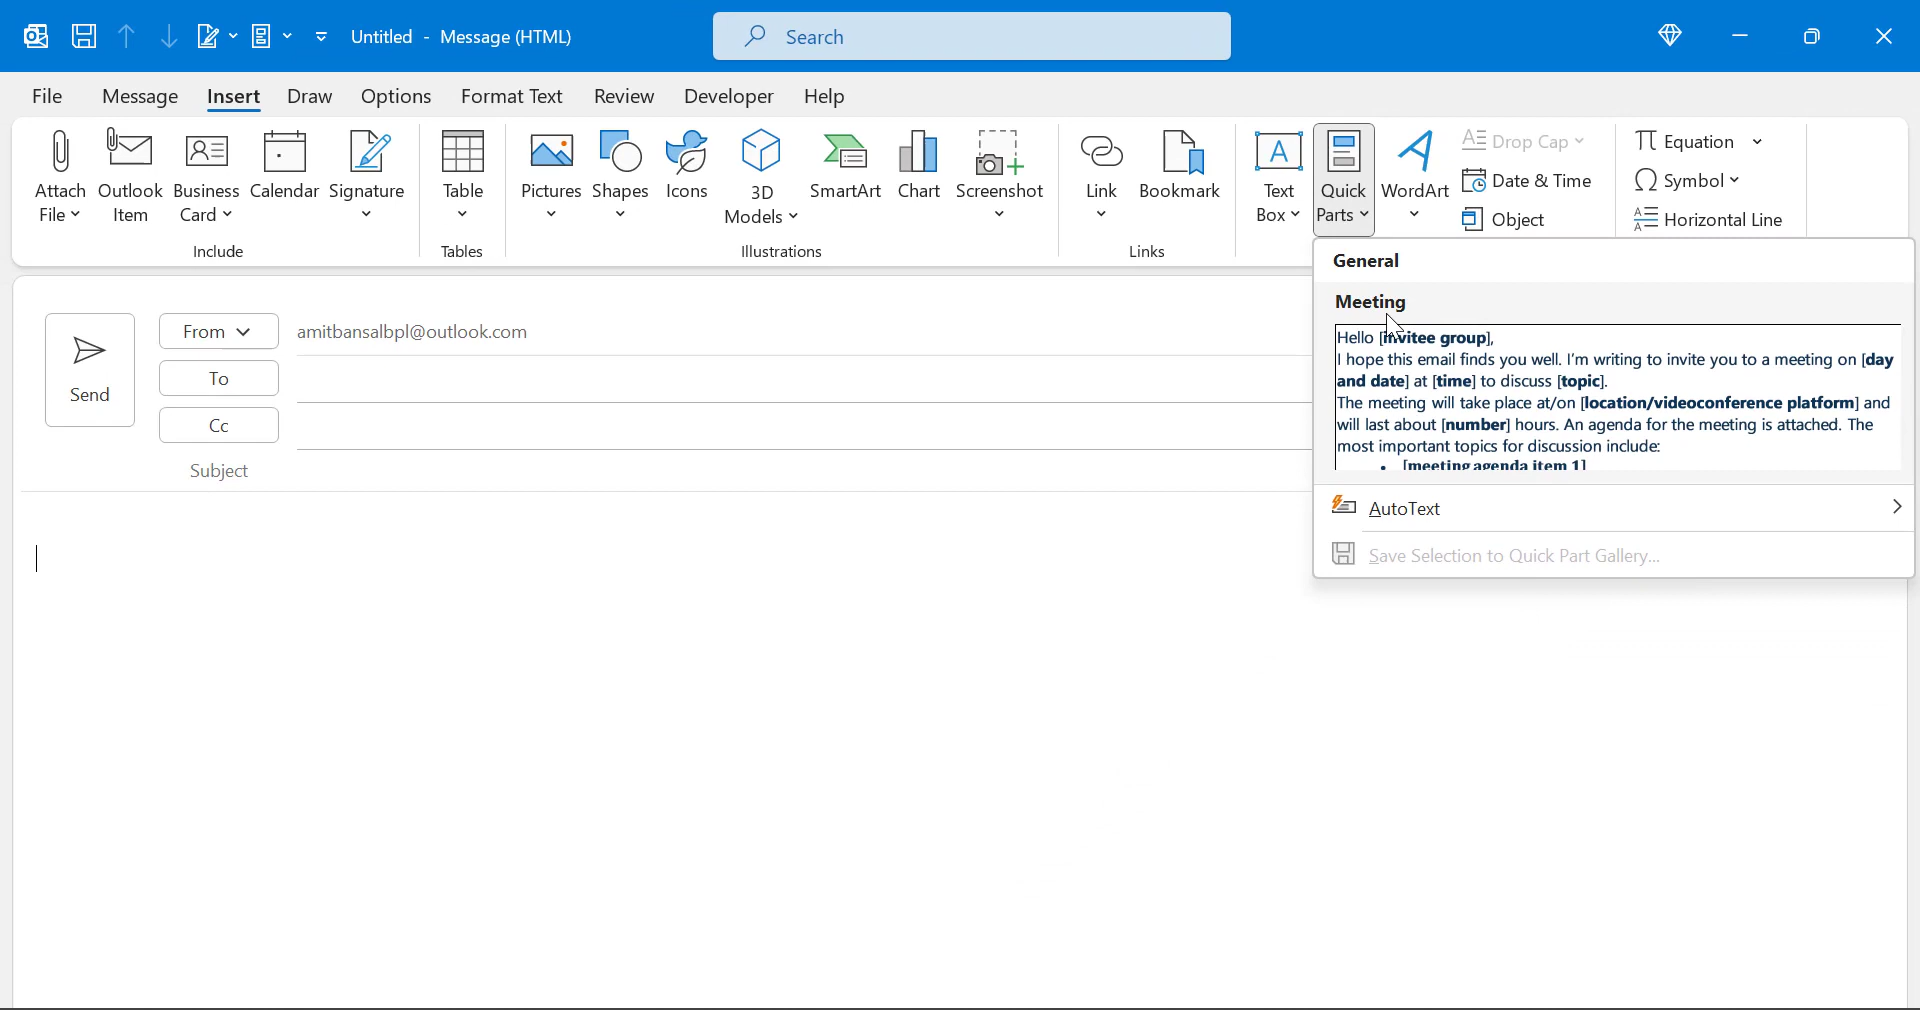 Untitled - Message (HTML)
Search
File Message Insert Draw Options Format Text Review Developer Help
Attach File
Outlook Item
Business Card
Calendar
Signature
Include
Table
Tables
Pictures
Shapes
Icons
3D Models
SmartArt
Chart
Screenshot
Illustrations
Link
Bookmark
Links
Text Box
Quick Parts
WordArt
Drop Cap
Date & Time
Object
Equation
Symbol
Horizontal Line
Send
From
amitbansalbpl@outlook.com
To
Cc
Subject
General
Meeting
Hello [invitee group],
I hope this email finds you well. I'm writing to invite you to a meeting on [day
and date] at [time] to discuss [topic].
The meeting will take place at/on [location/videoconference platform] and
will last about [number] hours. An agenda for the meeting is attached. The
most important topics for discussion include:
• [meeting agenda item 1]
AutoText
Save Selection to Quick Part Gallery...